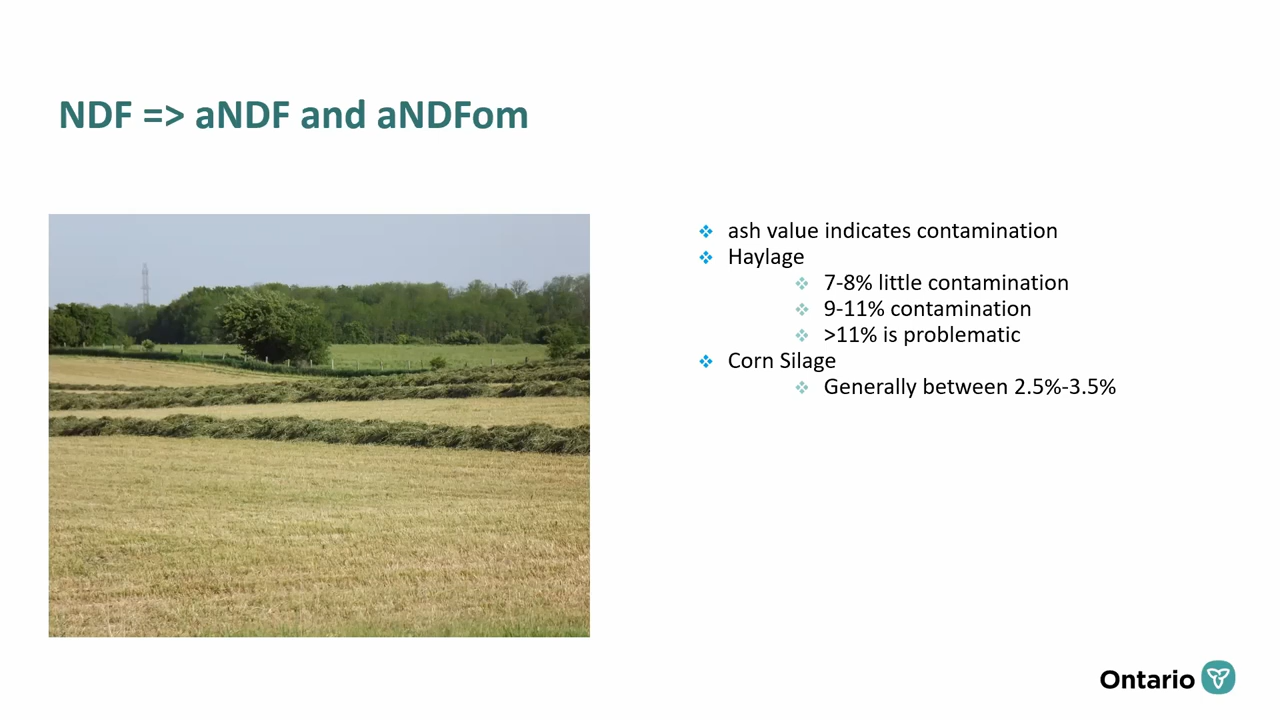 NDF => aNDF and aNDFom
ash value indicates contamination
Haylage
7-8% little contamination
9-11% contamination
>11% is problematic
Corn Silage
Generally between 2.5%-3.5%
Ontario